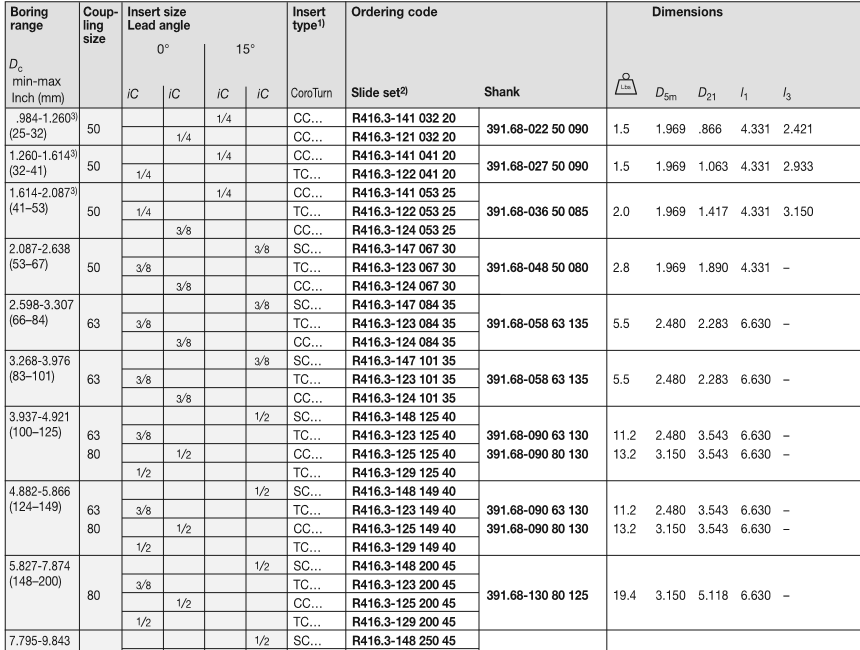 Boring range Coup-ling size Insert size Lead angle Insert type1) Ordering code Dimensions
0° 15°
Dc min-max Inch (mm) iC iC iC iC CoroTurn Slide set2) Shank Lbs D5m D21 l1 l3
.984-1.2603) 1/4 CC… R416.3-141 032 20
(25-32) 50 1/4 CC… R416.3-121 032 20 391.68-022 50 090 1.5 1.969 .866 4.331 2.421
1.260-1.6143) 1/4 CC… R416.3-141 041 20
(32-41) 50 1/4 TC… R416.3-122 041 20 391.68-027 50 090 1.5 1.969 1.063 4.331 2.933
1.614-2.0873) 1/4 CC… R416.3-141 053 25
(41–53) 50 1/4 TC… R416.3-122 053 25 391.68-036 50 085 2.0 1.969 1.417 4.331 3.150
3/8 CC… R416.3-124 053 25
2.087-2.638 3/8 SC… R416.3-147 067 30
(53–67) 50 3/8 TC… R416.3-123 067 30 391.68-048 50 080 2.8 1.969 1.890 4.331 –
3/8 CC… R416.3-124 067 30
2.598-3.307 3/8 SC… R416.3-147 084 35
(66–84) 63 3/8 TC… R416.3-123 084 35 391.68-058 63 135 5.5 2.480 2.283 6.630 –
3/8 CC… R416.3-124 084 35
3.268-3.976 3/8 SC… R416.3-147 101 35
(83–101) 63 3/8 TC… R416.3-123 101 35 391.68-058 63 135 5.5 2.480 2.283 6.630 –
3/8 CC… R416.3-124 101 35
3.937-4.921 1/2 SC… R416.3-148 125 40
(100–125) 63 3/8 TC… R416.3-123 125 40 391.68-090 63 130 11.2 2.480 3.543 6.630 –
80 1/2 CC… R416.3-125 125 40 391.68-090 80 130 13.2 3.150 3.543 6.630 –
1/2 TC… R416.3-129 125 40
4.882-5.866 1/2 SC… R416.3-148 149 40
(124–149) 63 3/8 TC… R416.3-123 149 40 391.68-090 63 130 11.2 2.480 3.543 6.630 –
80 1/2 CC… R416.3-125 149 40 391.68-090 80 130 13.2 3.150 3.543 6.630 –
1/2 TC… R416.3-129 149 40
5.827-7.874 1/2 SC… R416.3-148 200 45
(148–200) 3/8 TC… R416.3-123 200 45
80 1/2 CC… R416.3-125 200 45 391.68-130 80 125 19.4 3.150 5.118 6.630 –
1/2 TC… R416.3-129 200 45
7.795-9.843 1/2 SC… R416.3-148 250 45